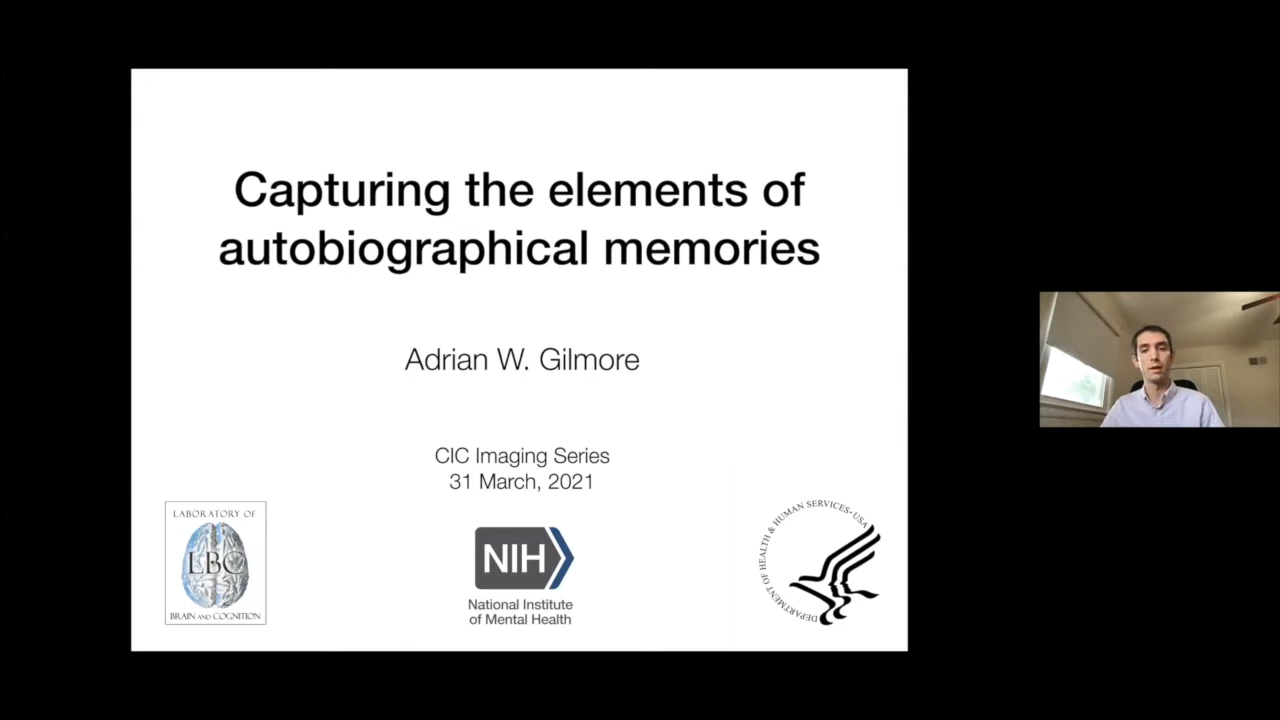 Capturing the elements of
autobiographical memories
Adrian W. Gilmore
CIC Imaging Series
31 March, 2021
LABORATORY OF
LBC
BRAIN AND COGNITION
NIH
National Institute
of Mental Health
DEPARTMENT OF HEALTH & HUMAN SERVICES • USA